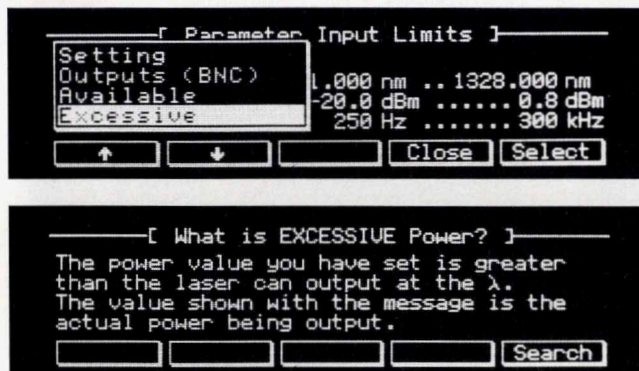 [ Parameter Input Limits ]
Setting
Outputs (BNC)
Available
Excessive
1.000 nm .. 1328.000 nm
-20.0 dBm ...... 0.8 dBm
250 Hz ....... 300 kHz
↑ ↓ Close Select
[ What is EXCESSIVE Power? ]
The power value you have set is greater
than the laser can output at the λ.
The value shown with the message is the
actual power being output.
Search